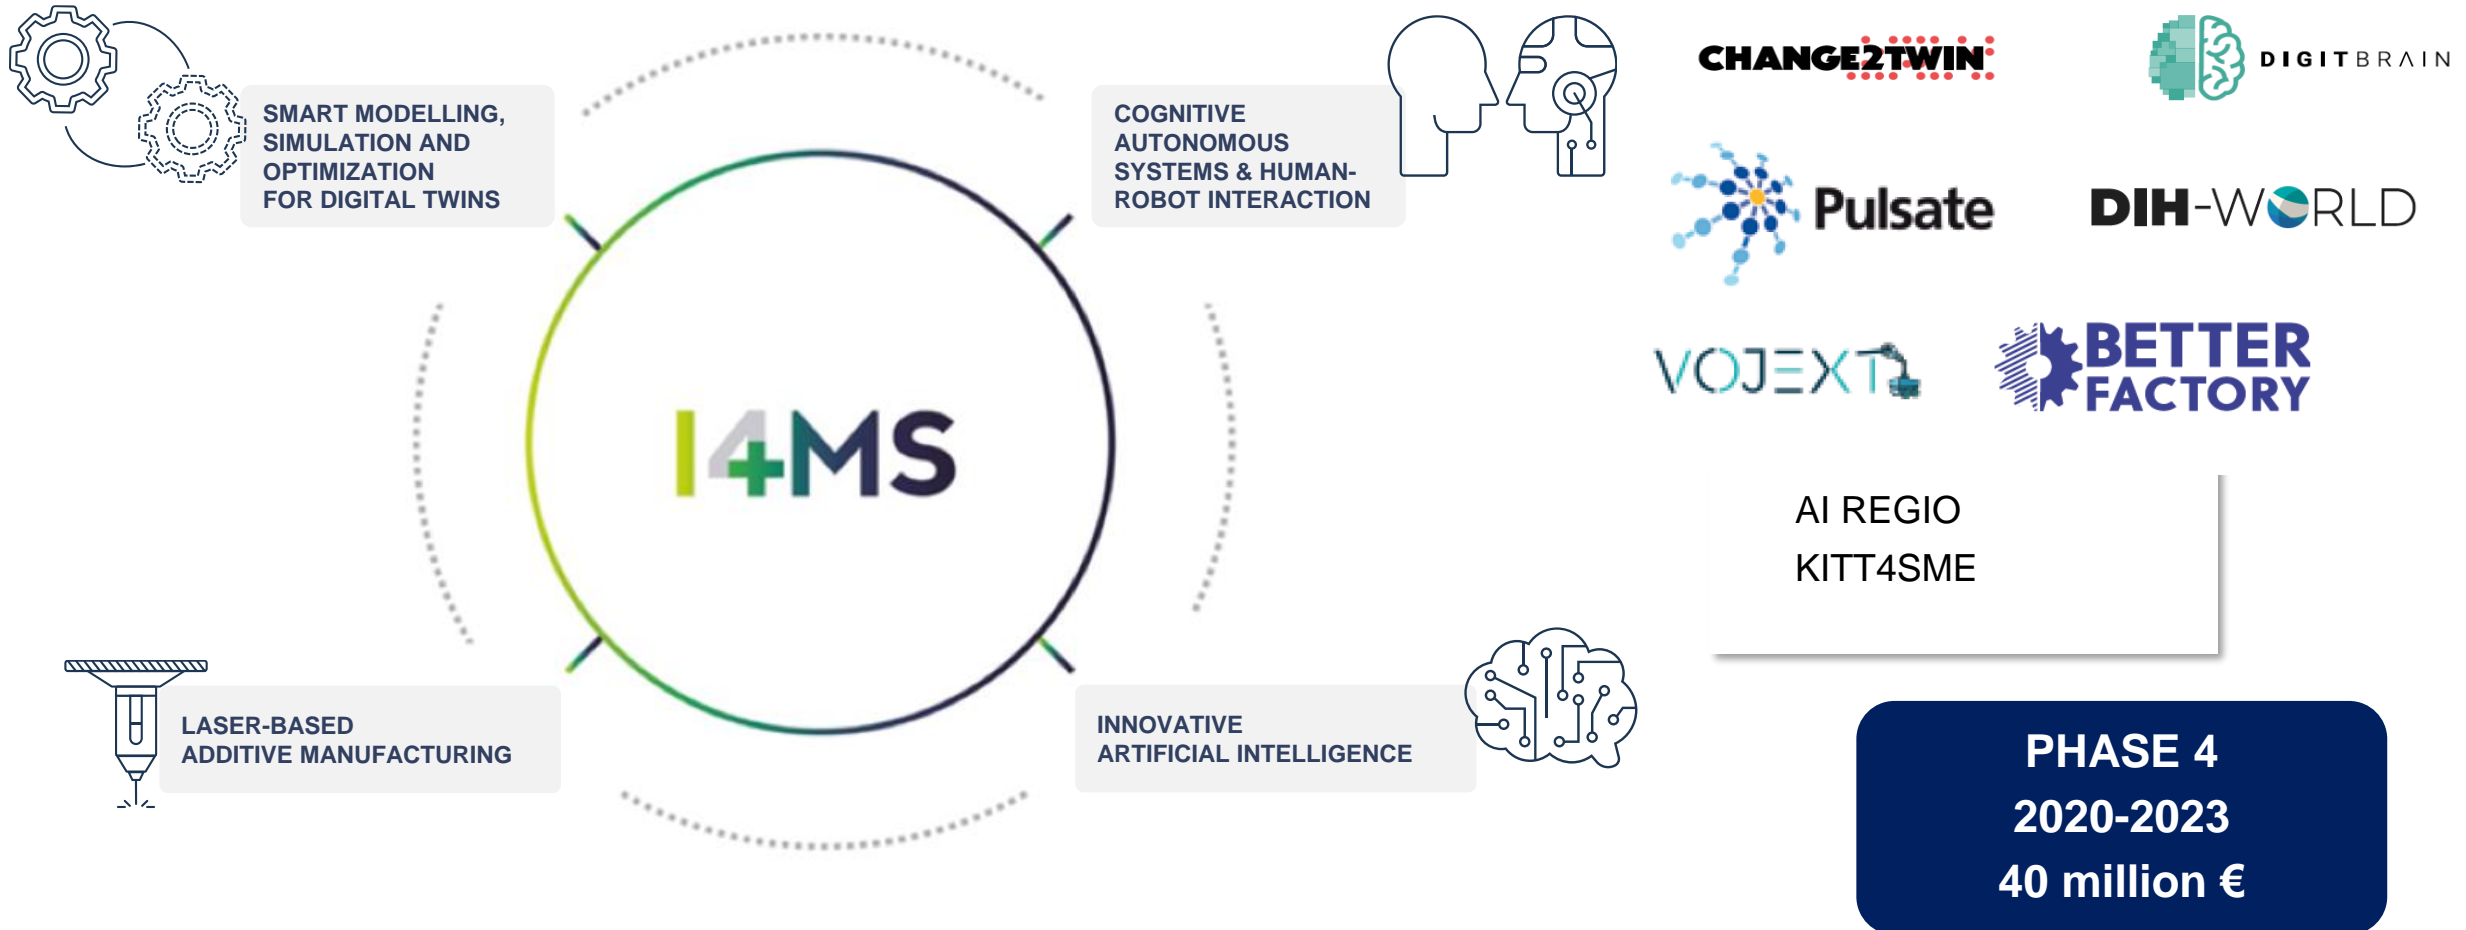 SMART MODELLING,
SIMULATION AND
OPTIMIZATION
FOR DIGITAL TWINS
COGNITIVE
AUTONOMOUS
SYSTEMS & HUMAN-
ROBOT INTERACTION
I4MS
LASER-BASED
ADDITIVE MANUFACTURING
INNOVATIVE
ARTIFICIAL INTELLIGENCE
CHANGE2TWIN
DIGITBRAIN
Pulsate
DIH-WORLD
VOJEXT
BETTER
FACTORY
AI REGIO
KITT4SME
PHASE 4
2020-2023
40 million €